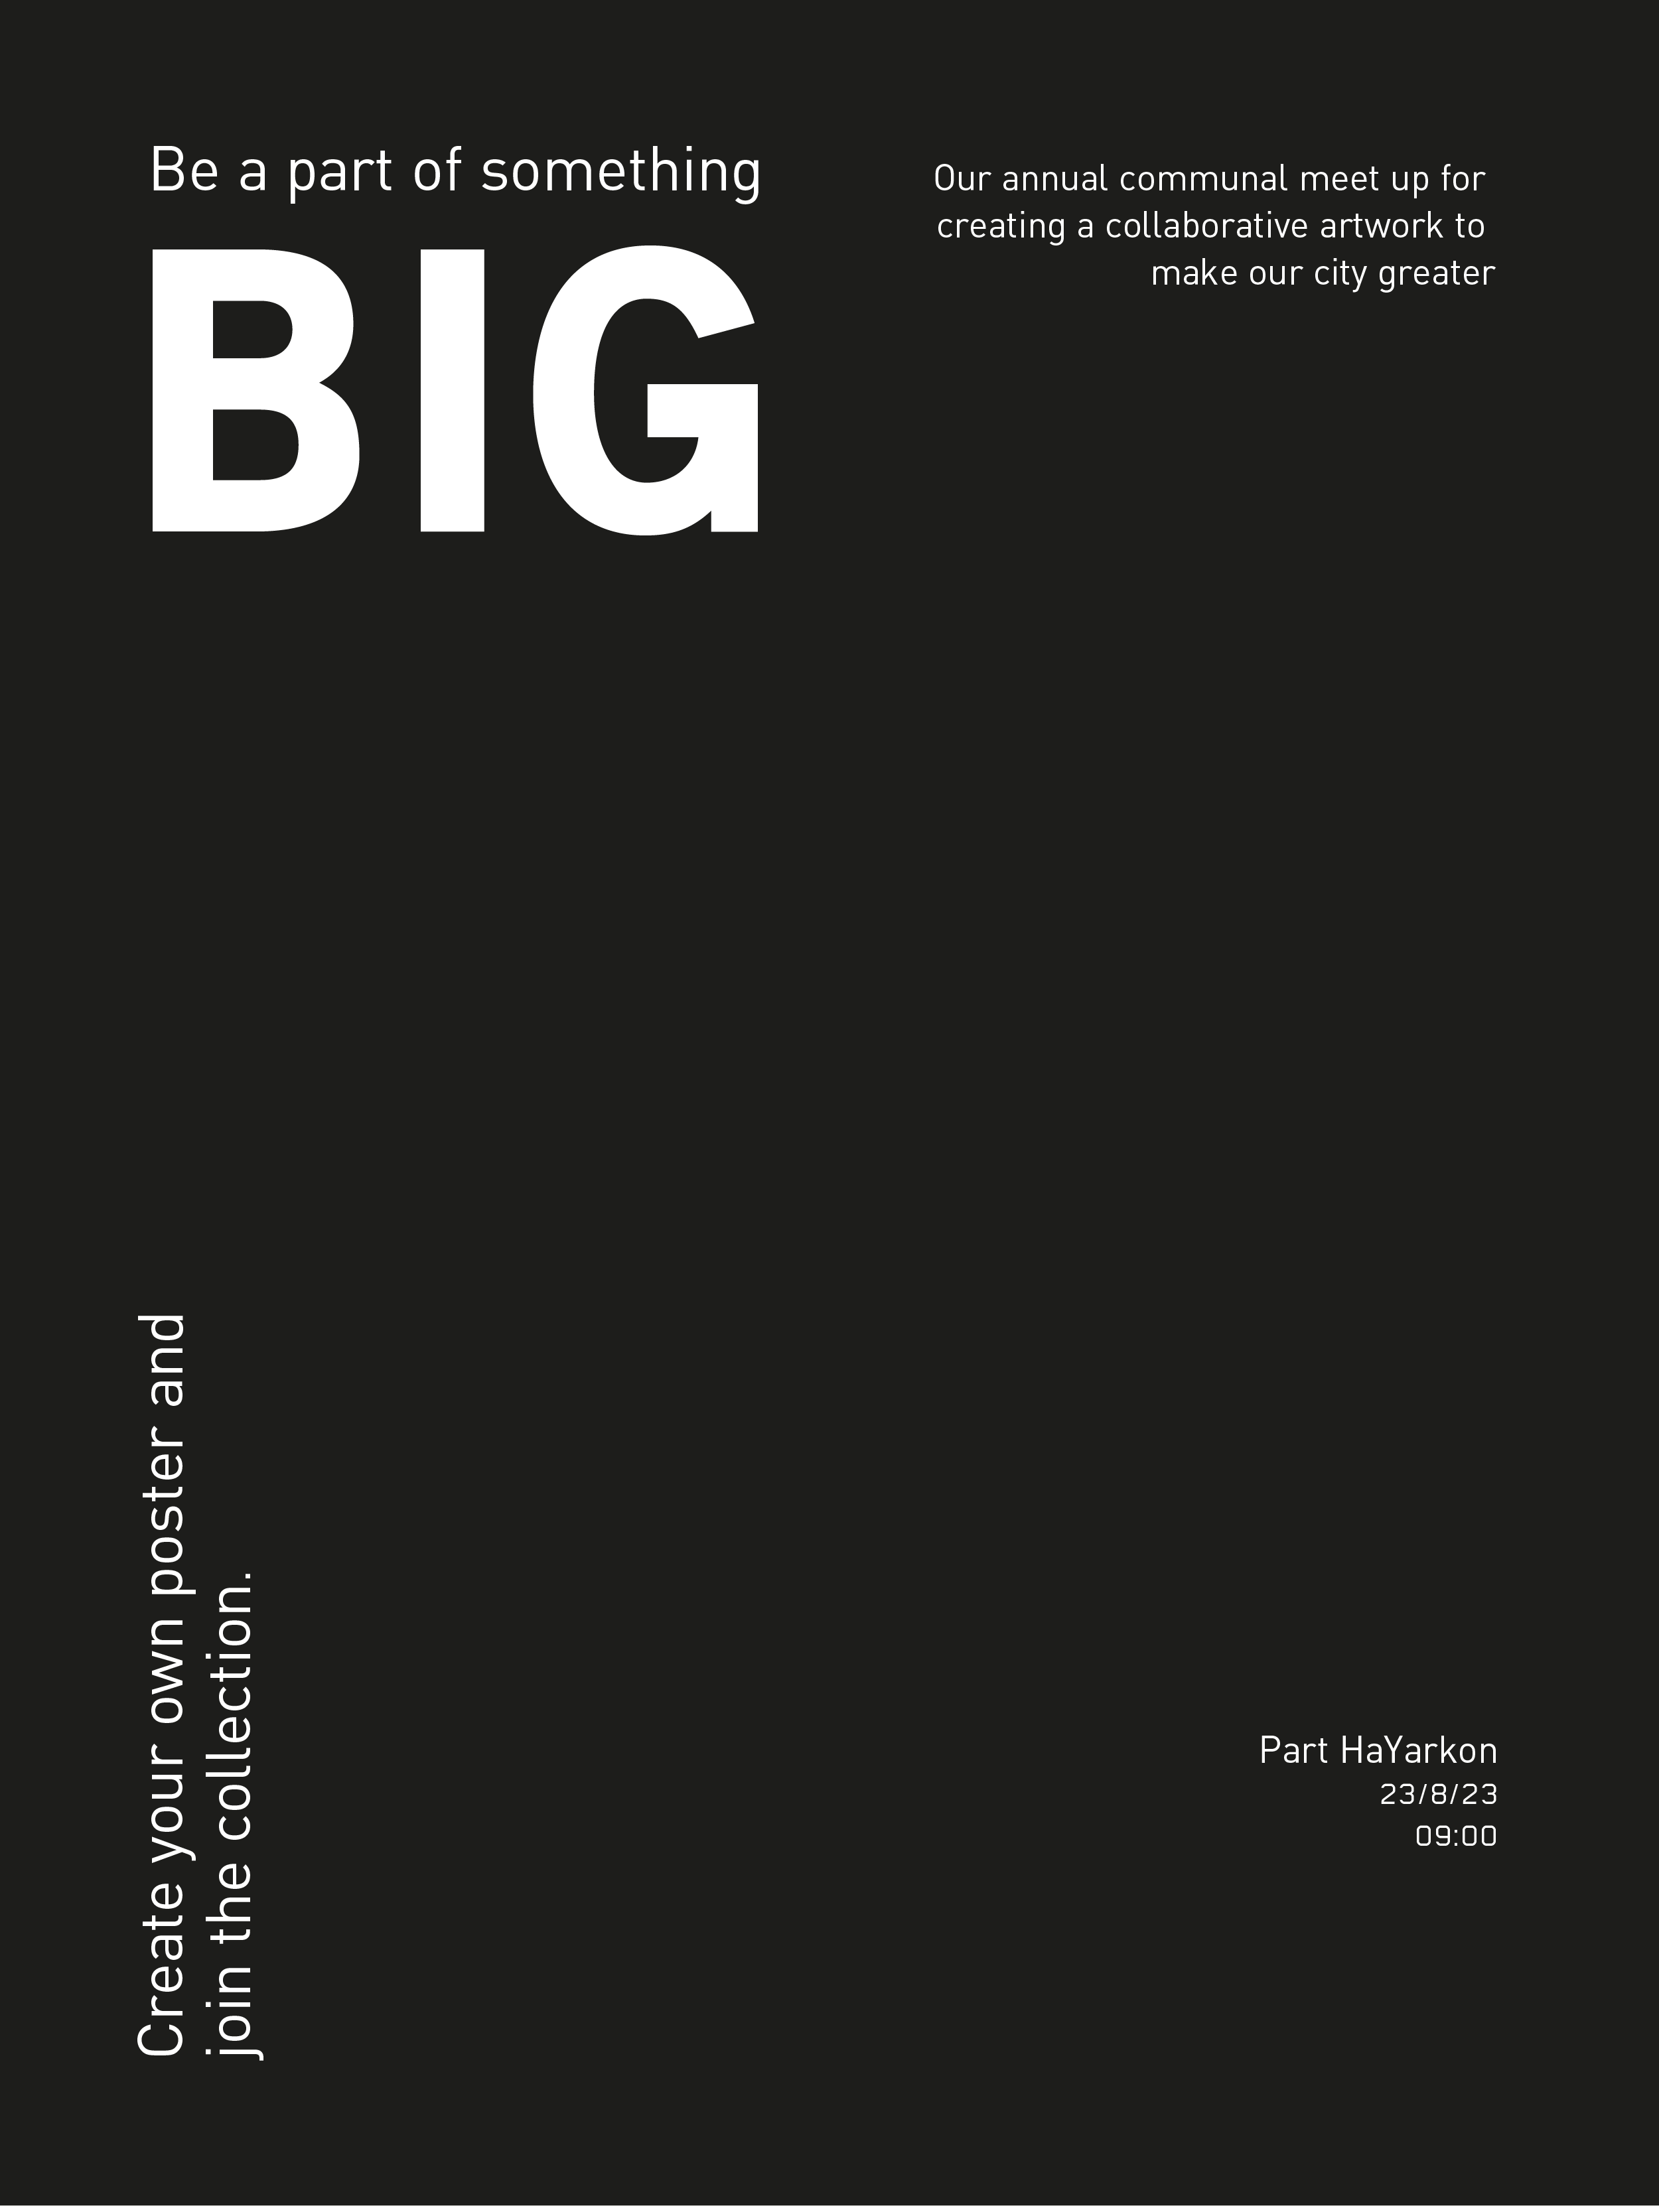 Be a part of something
BIG
Our annual communal meet up for
creating a collaborative artwork to
make our city greater
Create your own poster and
join the collection.
Part HaYarkon
23/8/23
09:00